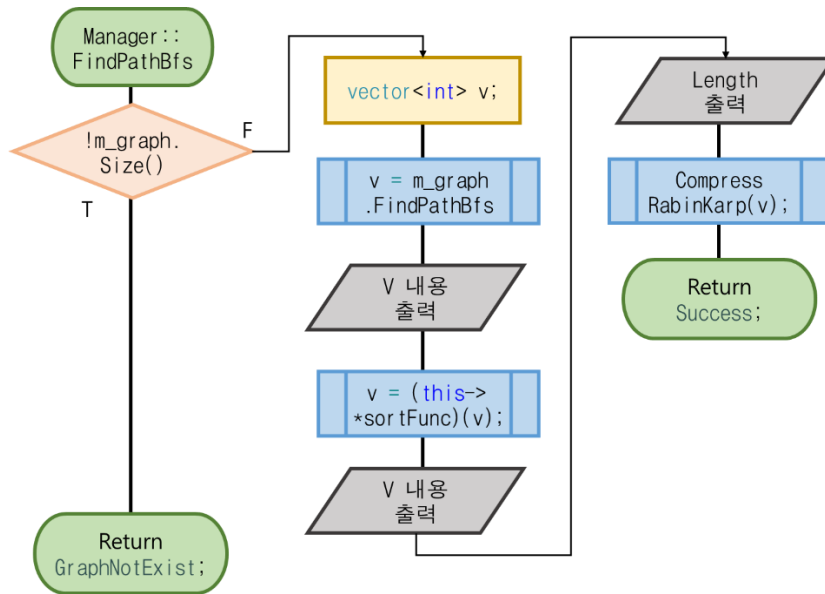 Manager::
FindPathBfs
!m_graph.
Size()
F
T
Return
GraphNotExist;
vector<int> v;
v = m_graph
.FindPathBfs
V 내용
출력
v = (this->
*sortFunc)(v);
V 내용
출력
Length
출력
Compress
RabinKarp(v);
Return
Success;